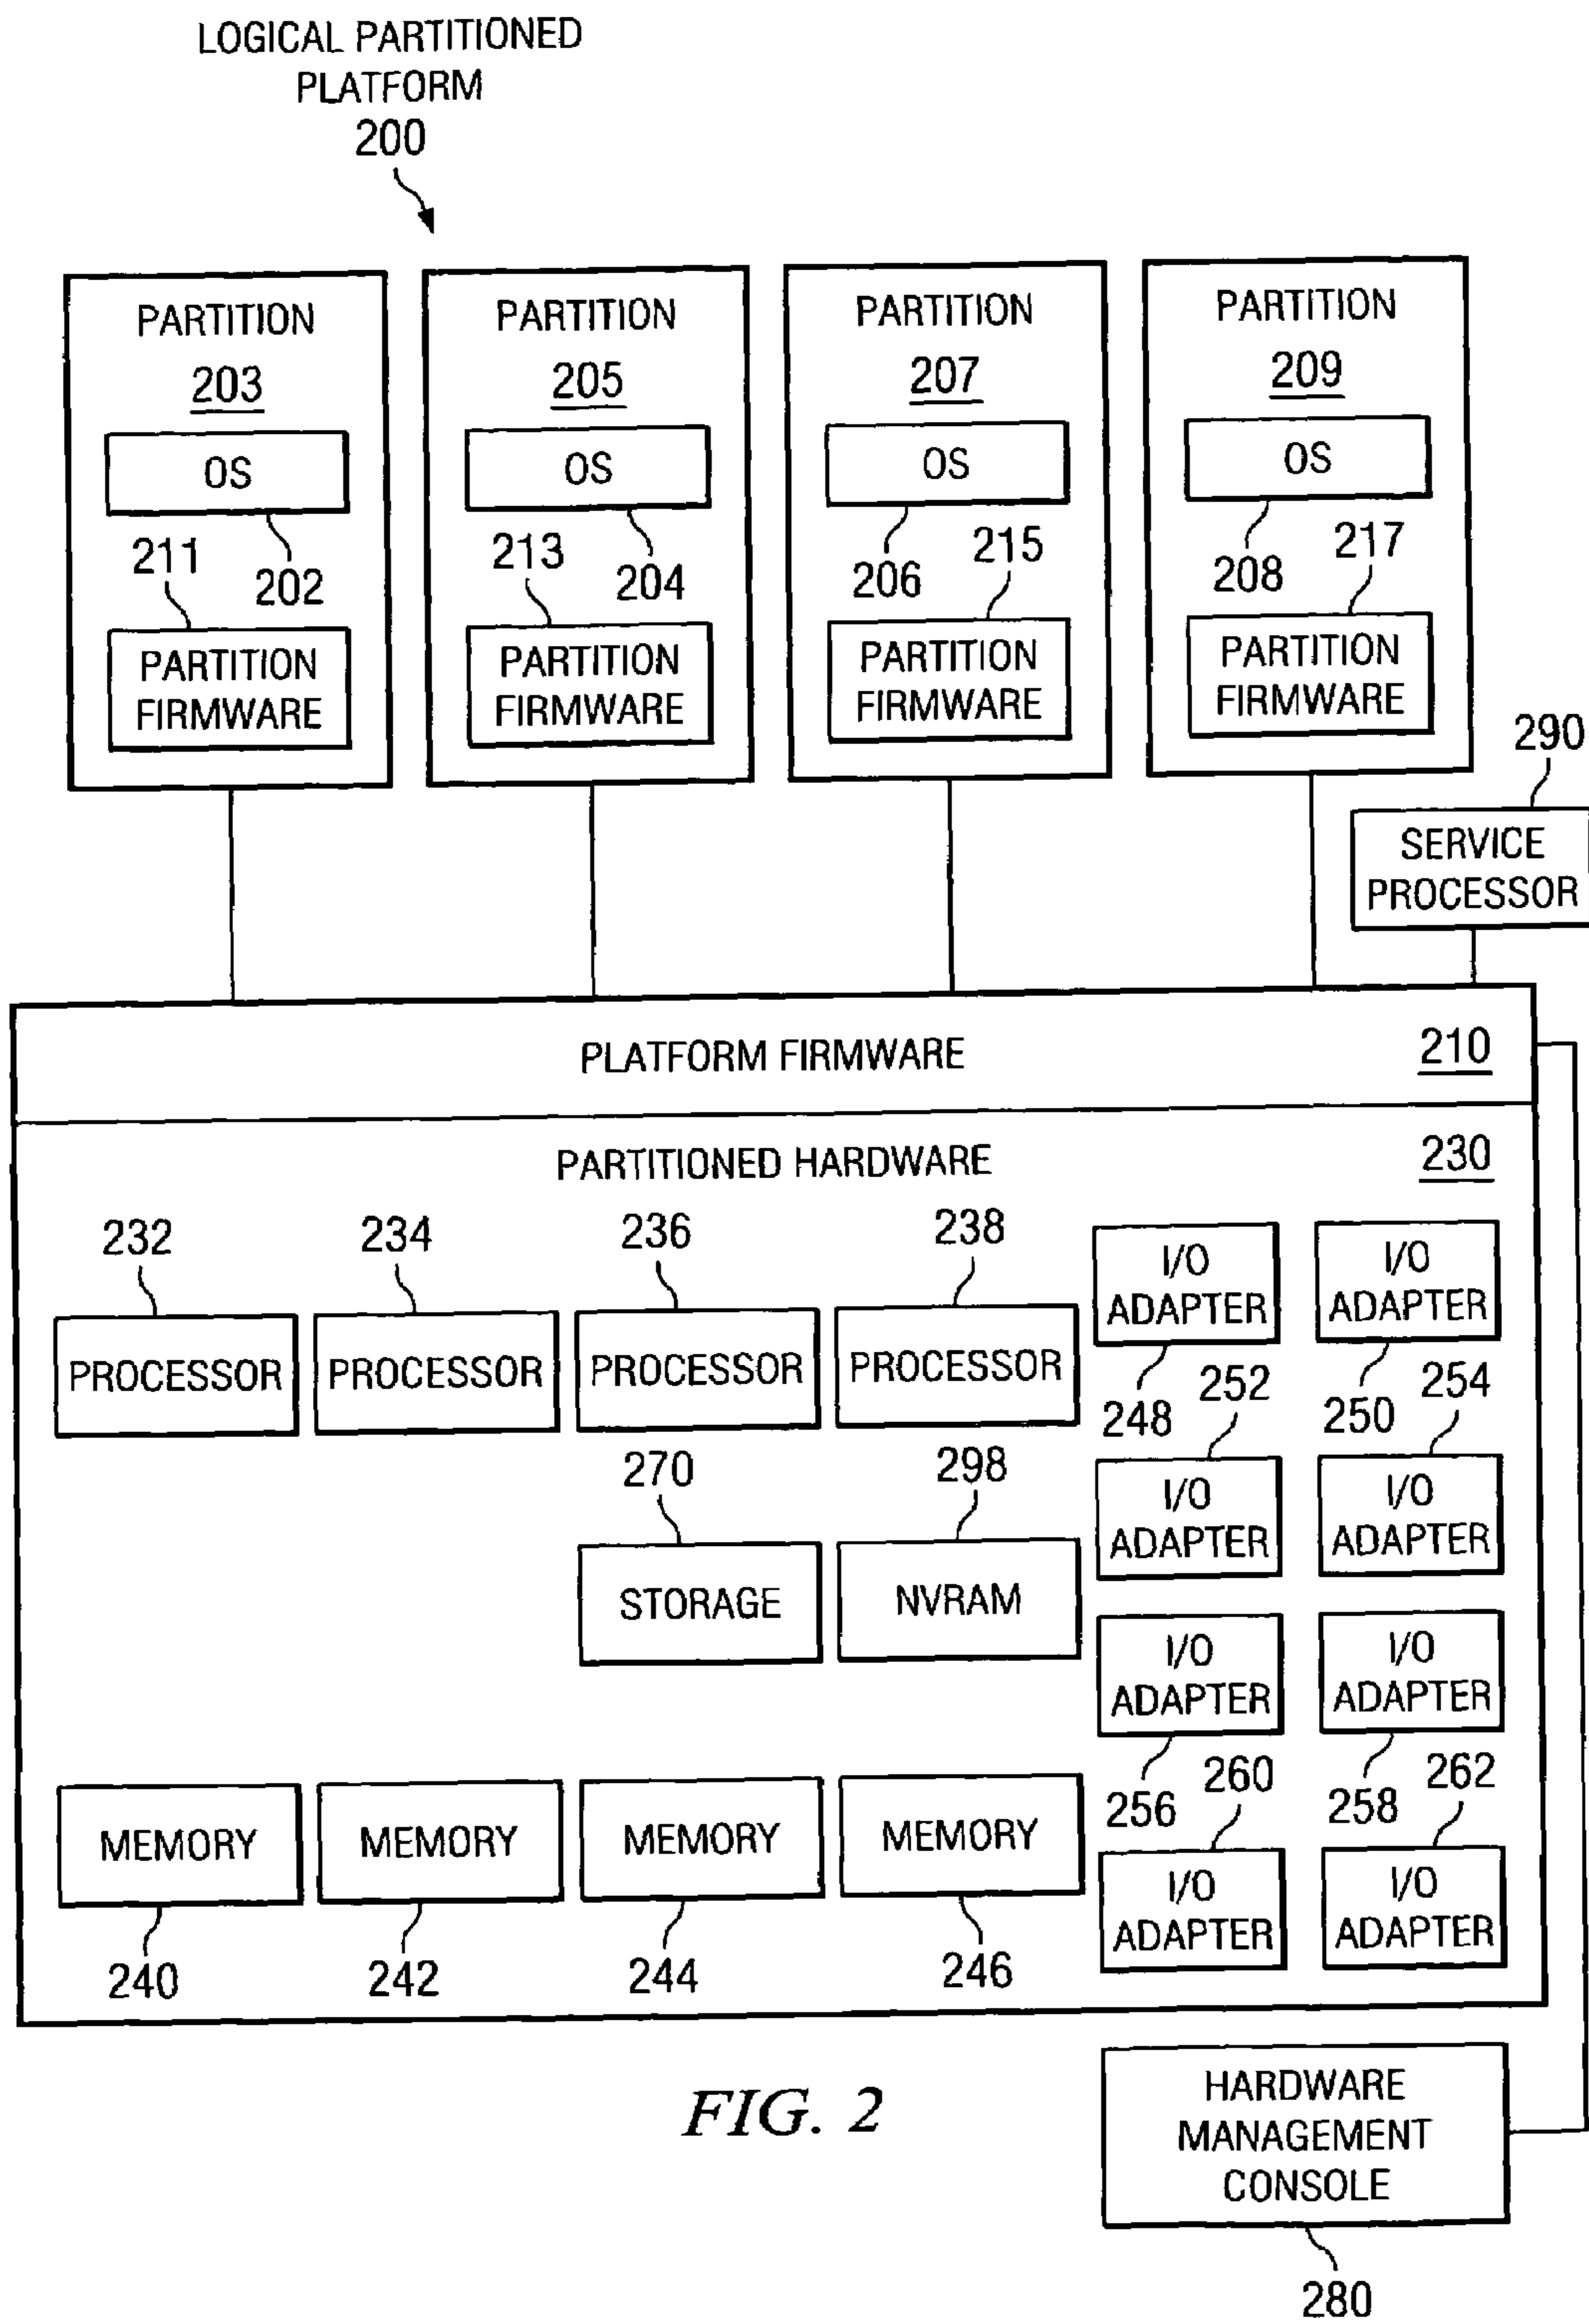 LOGICAL PARTITIONED
PLATFORM
200
PARTITION
203
OS
202
211
PARTITION
FIRMWARE
PARTITION
205
OS
204
213
PARTITION
FIRMWARE
PARTITION
207
OS
206
215
PARTITION
FIRMWARE
PARTITION
209
OS
208
217
PARTITION
FIRMWARE
290
SERVICE
PROCESSOR
PLATFORM FIRMWARE
210
PARTITIONED HARDWARE
230
232
PROCESSOR
234
PROCESSOR
236
PROCESSOR
238
PROCESSOR
I/O
ADAPTER
248
I/O
ADAPTER
250
270
STORAGE
298
NVRAM
252
I/O
ADAPTER
254
I/O
ADAPTER
I/O
ADAPTER
256
I/O
ADAPTER
258
MEMORY
240
MEMORY
242
MEMORY
244
MEMORY
246
260
I/O
ADAPTER
262
I/O
ADAPTER
FIG. 2
HARDWARE
MANAGEMENT
CONSOLE
280